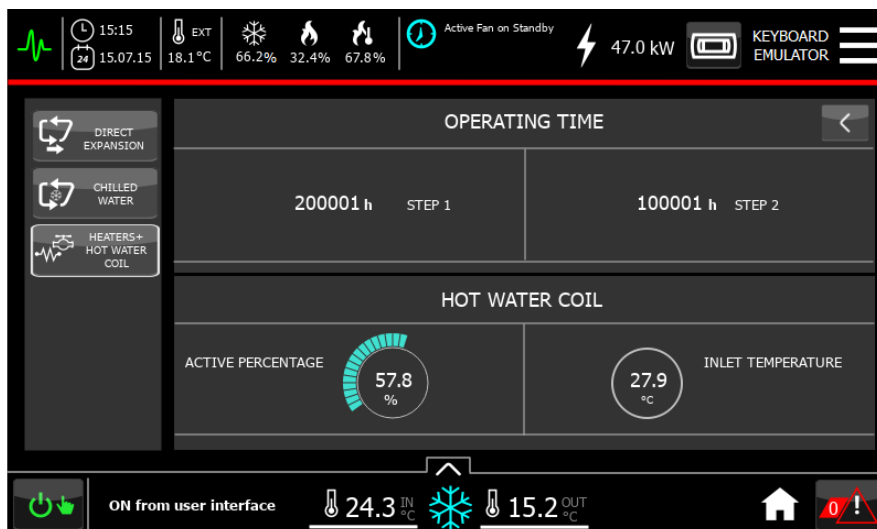 15:15
24 15.07.15
EXT
18.1°C
66.2% 32.4% 67.8%
Active Fan on Standby
47.0 kW
KEYBOARD
EMULATOR
DIRECT
EXPANSION
CHILLED
WATER
HEATERS+
HOT WATER
COIL
OPERATING TIME
200001 h STEP 1
100001 h STEP 2
HOT WATER COIL
ACTIVE PERCENTAGE
57.8
%
27.9
°C
INLET TEMPERATURE
ON from user interface
24.3 IN °C
15.2 OUT °C
0 !